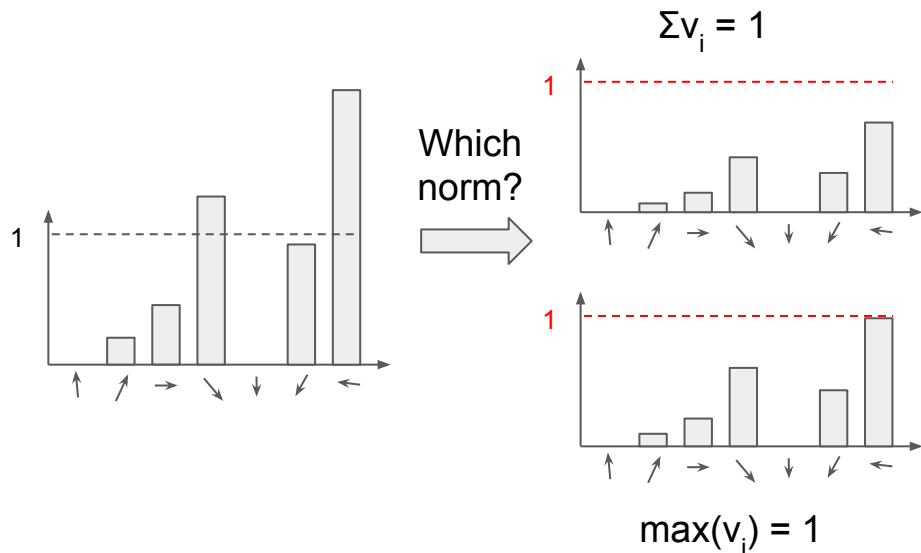 Σv_i = 1
1
Which
norm?
1
1
max(v_i) = 1